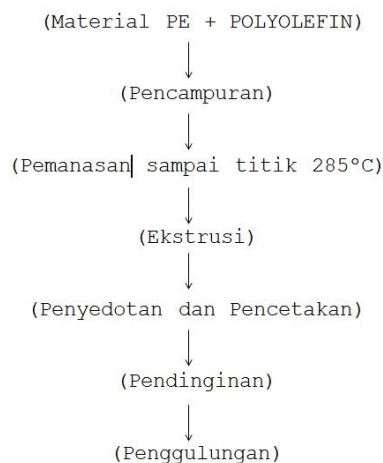 (Material PE + POLYOLEFIN)
(Pencampuran)
(Pemanasan sampai titik 285°C)
(Ekstrusi)
(Penyedotan dan Pencetakan)
(Pendinginan)
(Penggulungan)